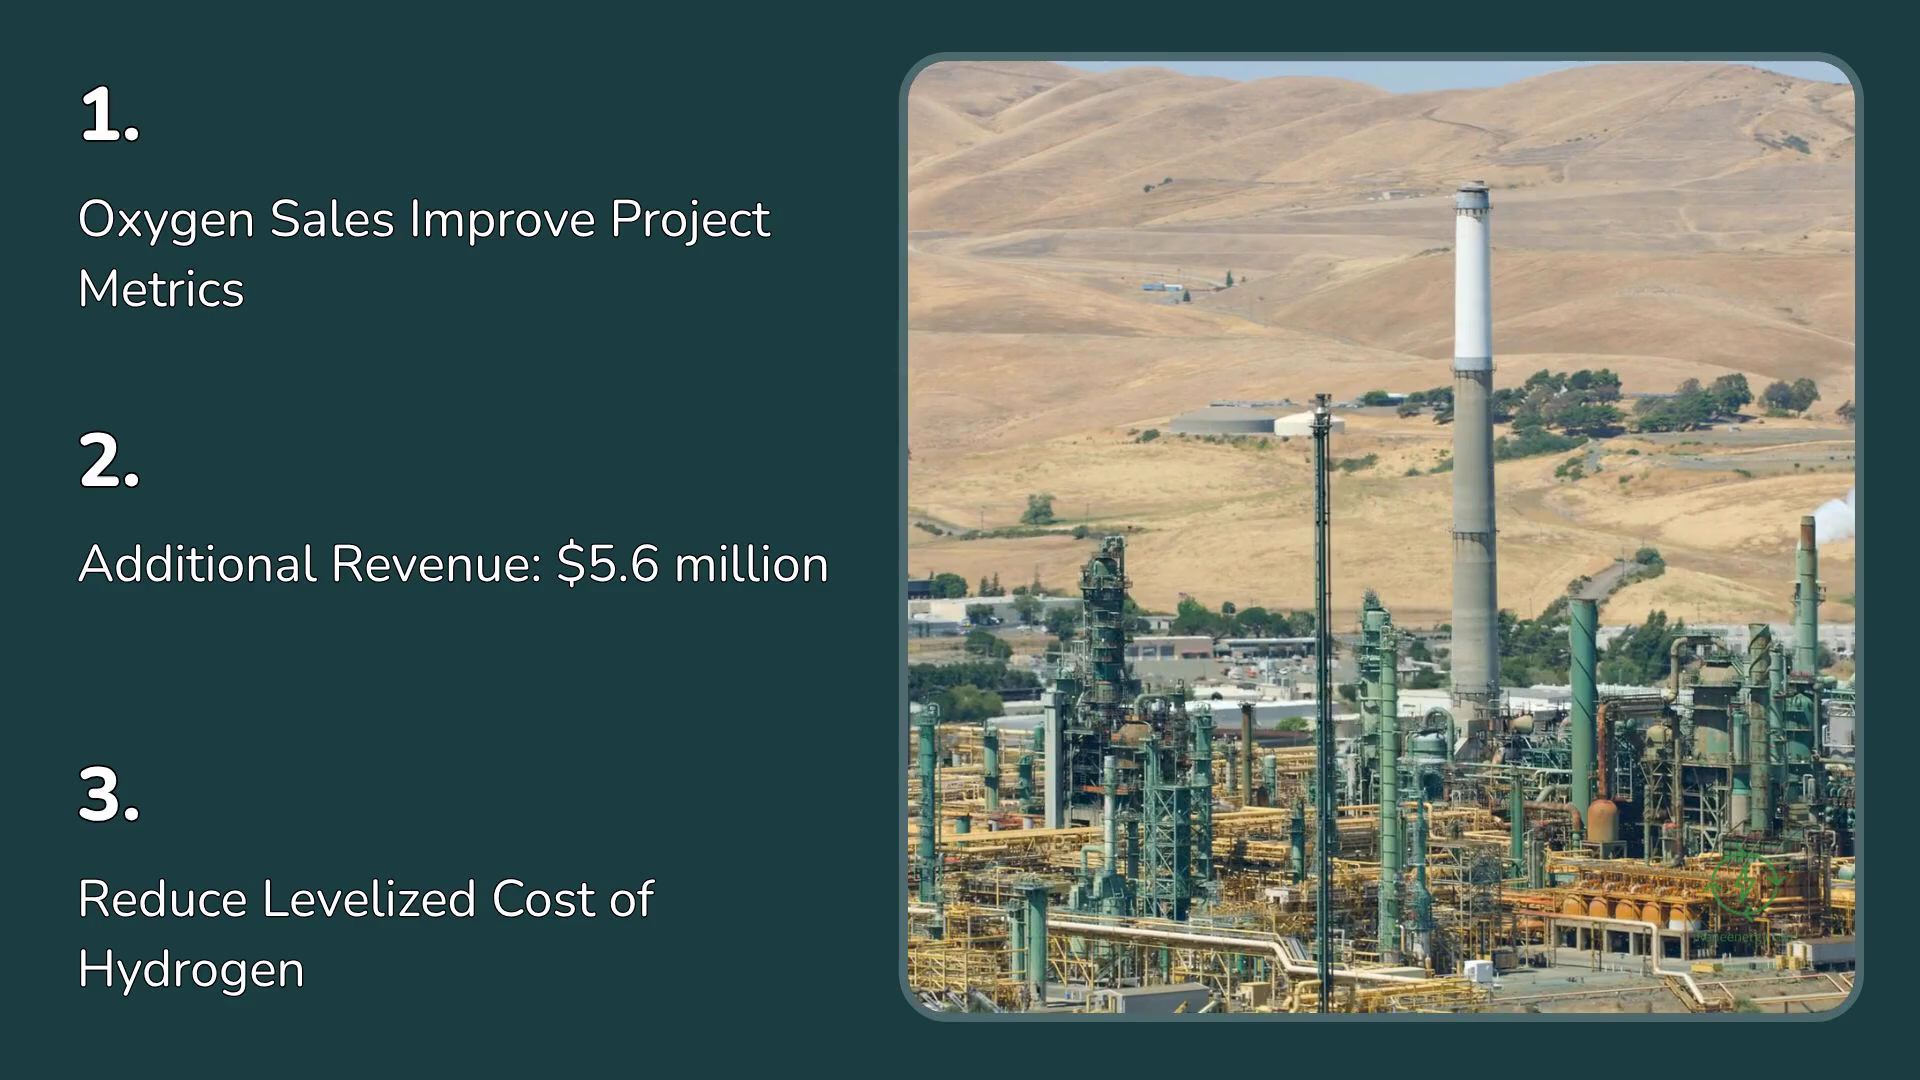 1.
Oxygen Sales Improve Project
Metrics
2.
Additional Revenue: $5.6 million
3.
Reduce Levelized Cost of
Hydrogen